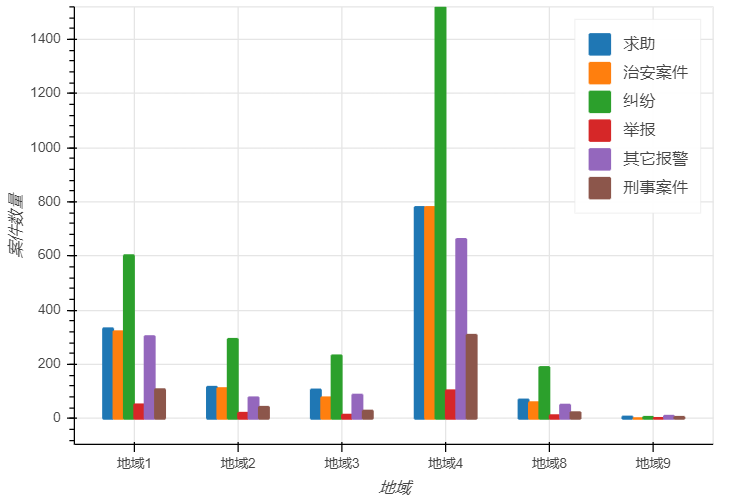 1400
1200
1000
800
600
400
200
0
案件数量
地域1
地域2
地域3
地域4
地域8
地域9
地域
求助
治安案件
纠纷
举报
其它报警
刑事案件